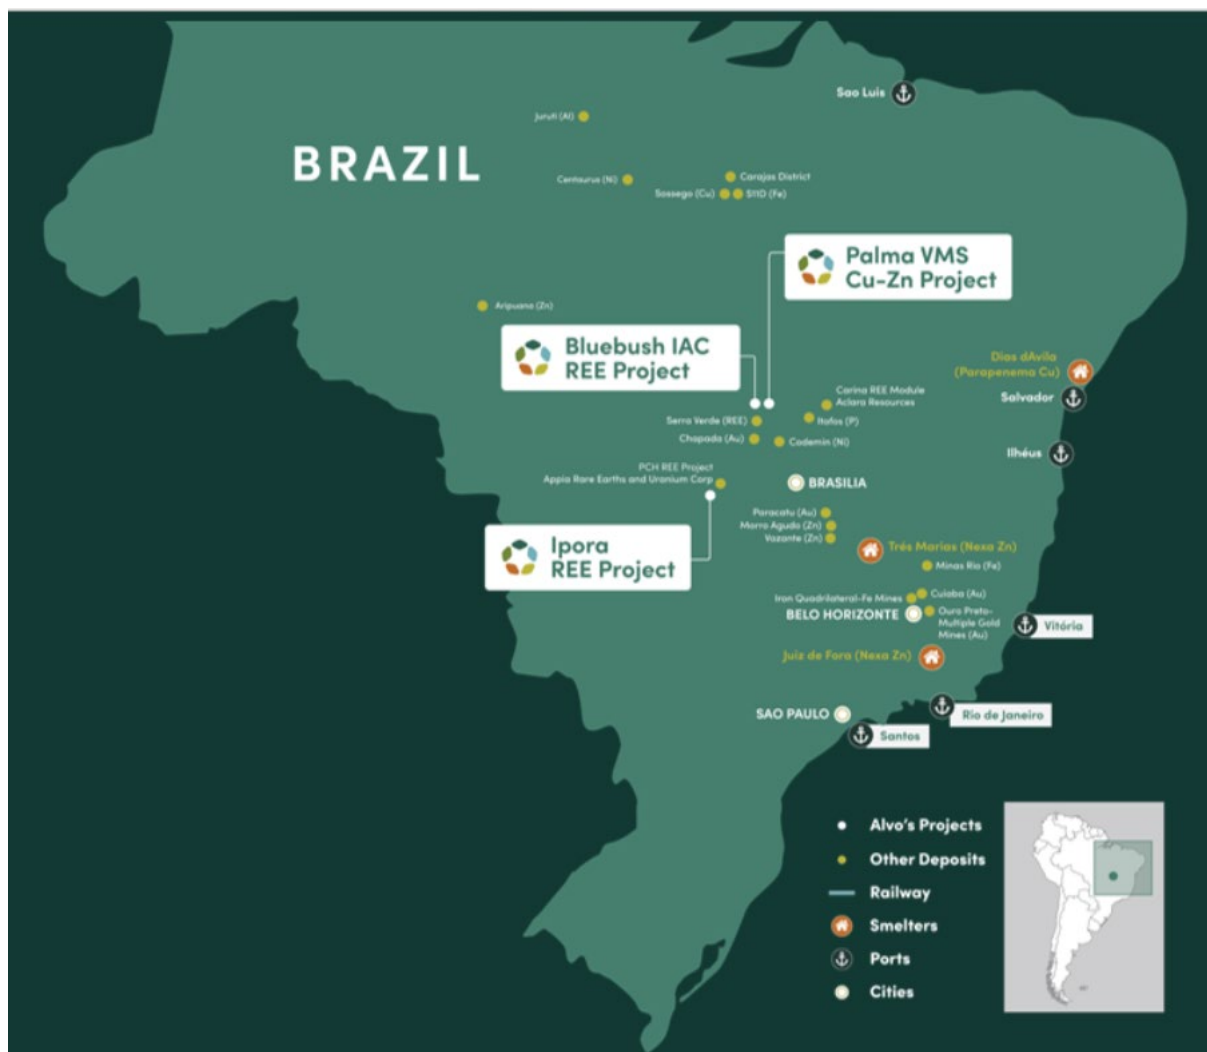 Sao Luis
Juruti (Al)
BRAZIL
Centaurus (Ni)
Carajas District
Sossego (Cu)
S11D (Fe)
Palma VMS
Cu-Zn Project
Aripuana (Zn)
Bluebush IAC
REE Project
Dias dAvila
(Parapenema Cu)
Salvador
Carina REE Module
Aclara Resources
Serra Verde (REE)
Itafos (P)
Chapada (Au)
Codemin (Ni)
Ilhéus
PCH REE Project
Appia Rare Earths and Uranium Corp
BRASILIA
Paracatu (Au)
Morro Agudo (Zn)
Vazante (Zn)
Ipora
REE Project
Trés Marias (Nexa Zn)
Minas Rio (Fe)
Iron Quadrilateral-Fe Mines
Cuiaba (Au)
BELO HORIZONTE
Ouro Preto-
Multiple Gold
Mines (Au)
Vitória
Juiz de Fora (Nexa Zn)
SAO PAULO
Rio de Janeiro
Santos
Alvo's Projects
Other Deposits
Railway
Smelters
Ports
Cities